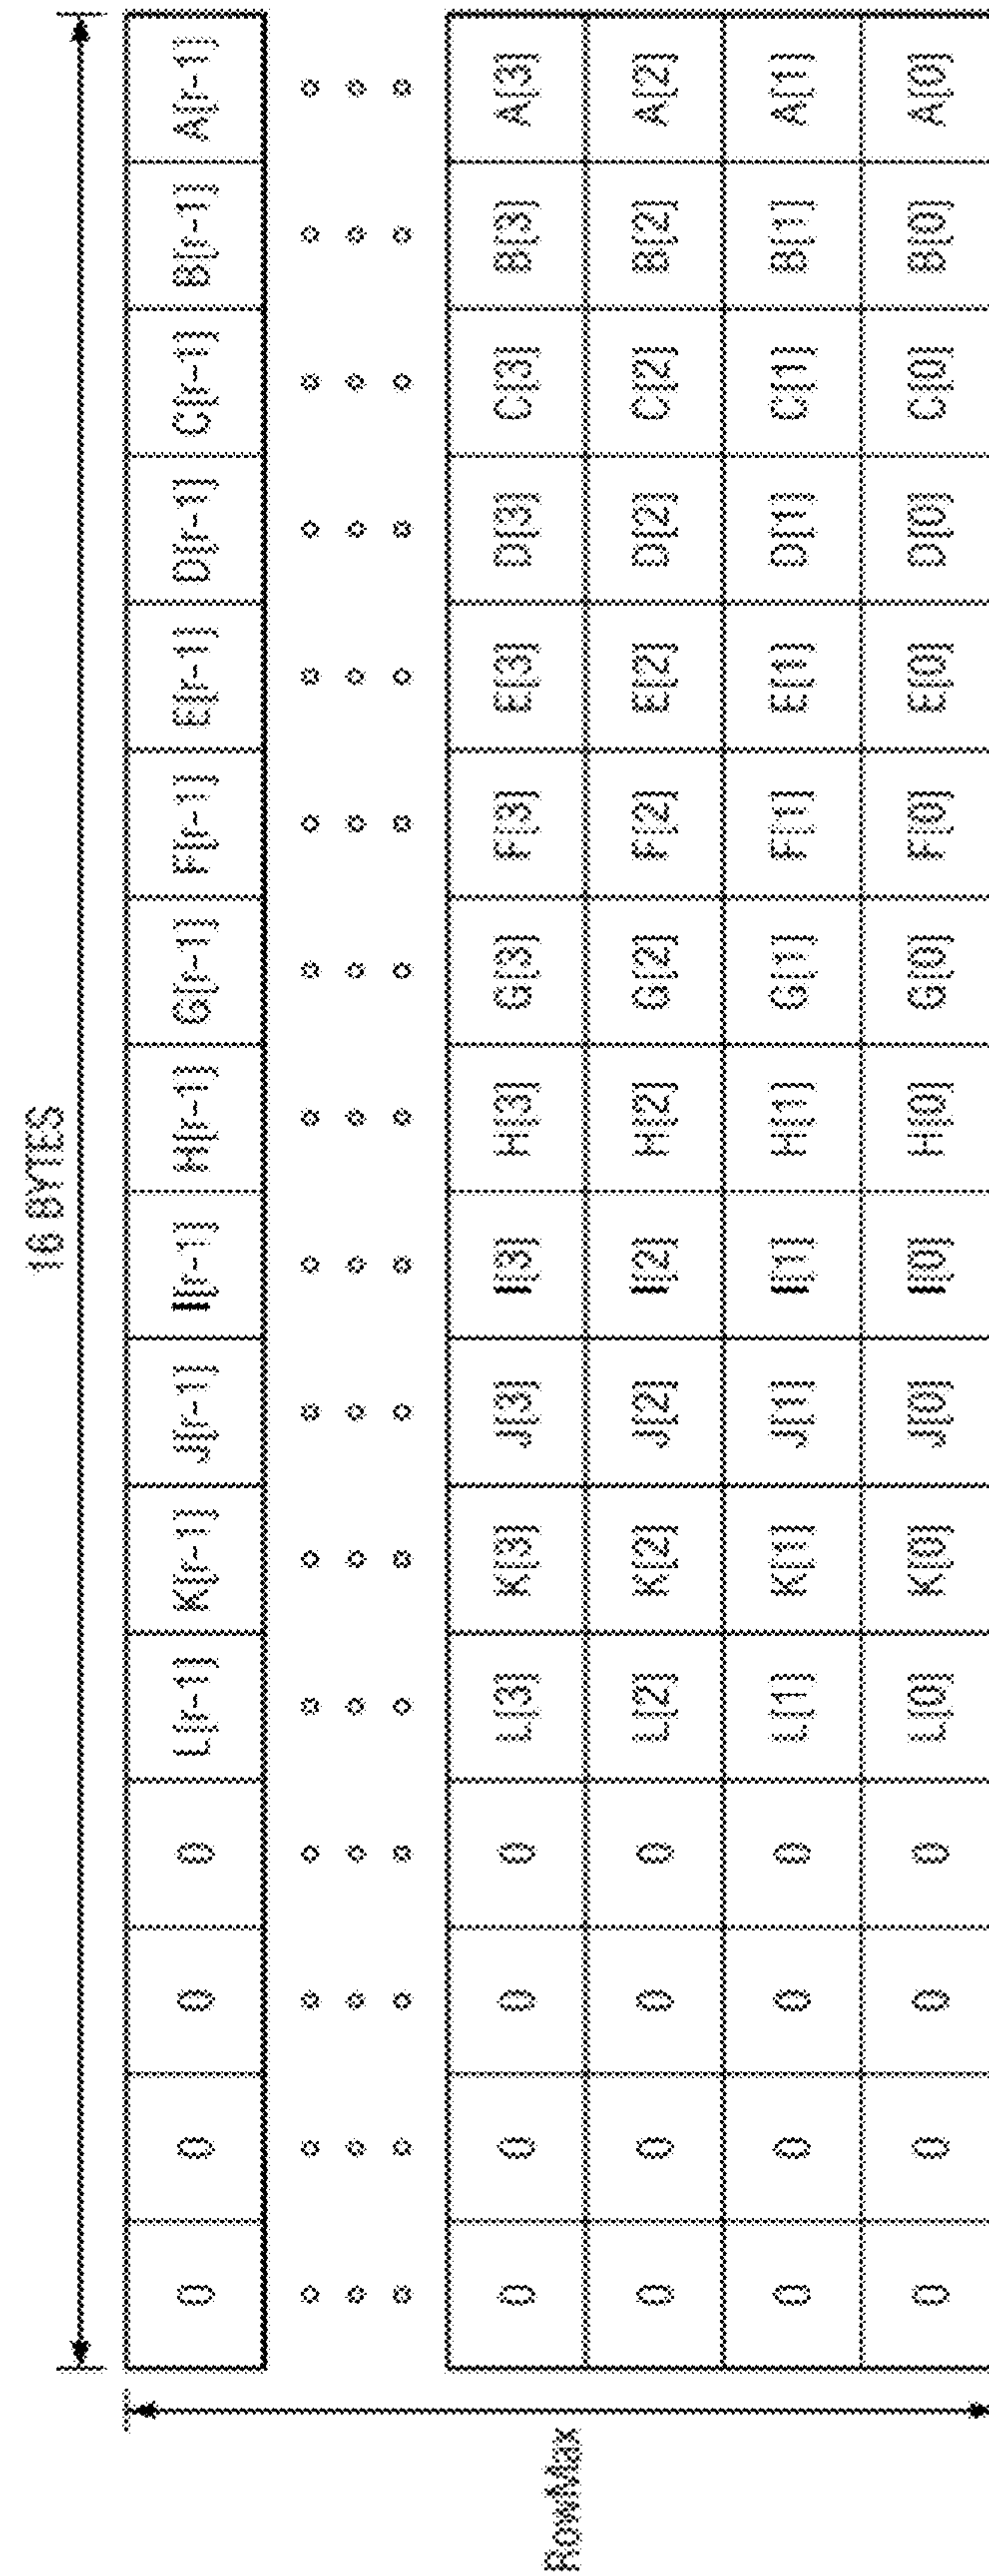 16 BYTES
RowMax
0 0 0 0 L[r-1] K[r-1] J[r-1] I[r-1] H[r-1] G[r-1] F[r-1] E[r-1] D[r-1] C[r-1] B[r-1] A[r-1]
0 0 0 0 L[3] K[3] J[3] I[3] H[3] G[3] F[3] E[3] D[3] C[3] B[3] A[3]
0 0 0 0 L[2] K[2] J[2] I[2] H[2] G[2] F[2] E[2] D[2] C[2] B[2] A[2]
0 0 0 0 L[1] K[1] J[1] I[1] H[1] G[1] F[1] E[1] D[1] C[1] B[1] A[1]
0 0 0 0 L[0] K[0] J[0] I[0] H[0] G[0] F[0] E[0] D[0] C[0] B[0] A[0]